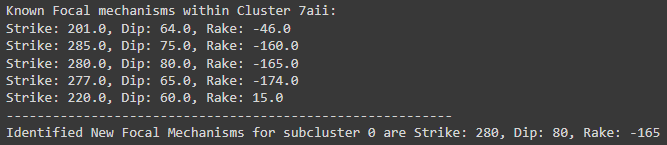 Known Focal mechanisms within Cluster 7aii:
Strike: 201.0, Dip: 64.0, Rake: -46.0
Strike: 285.0, Dip: 75.0, Rake: -160.0
Strike: 280.0, Dip: 80.0, Rake: -165.0
Strike: 277.0, Dip: 65.0, Rake: -174.0
Strike: 220.0, Dip: 60.0, Rake: 15.0
----------------------------------------------------------
Identified New Focal Mechanisms for subcluster 0 are Strike: 280, Dip: 80, Rake: -165